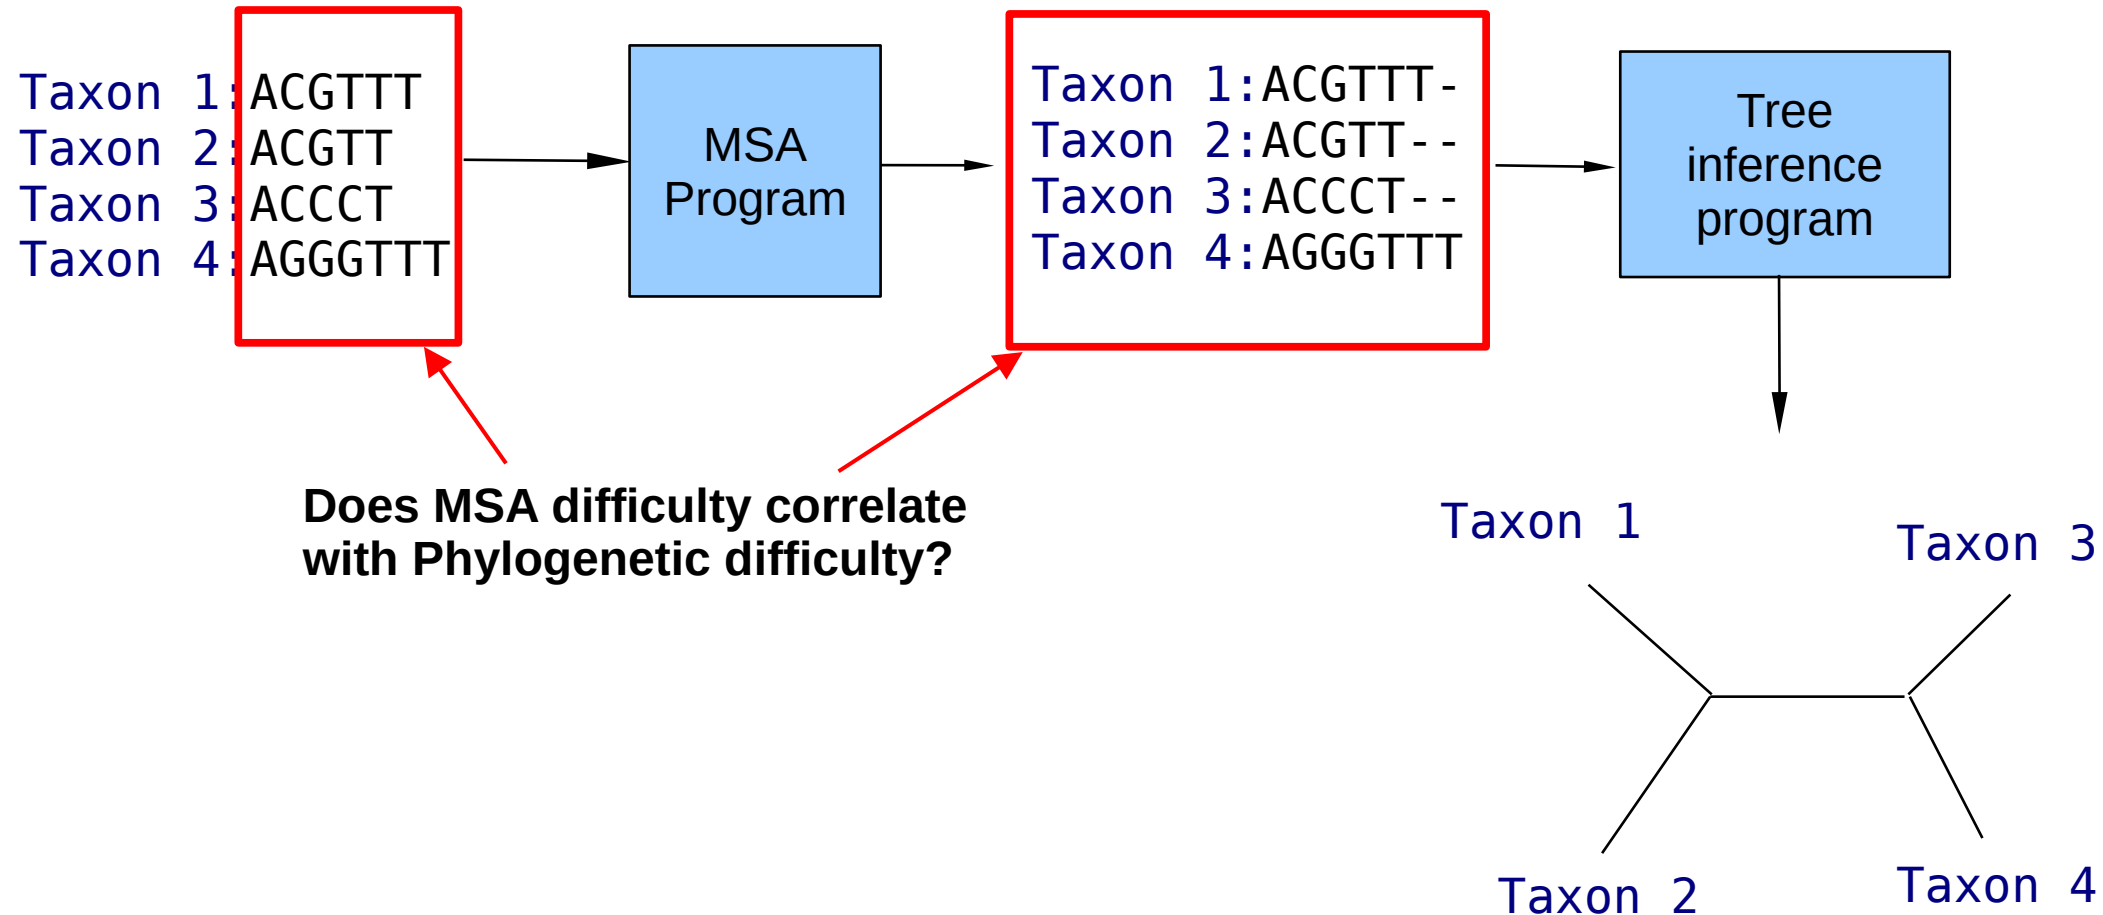 Taxon 1:ACGTTT
Taxon 2:ACGTT
Taxon 3:ACCCT
Taxon 4:AGGGTTT
MSA
Program
Taxon 1:ACGTTT-
Taxon 2:ACGTT--
Taxon 3:ACCCT--
Taxon 4:AGGGTTT
Tree
inference
program
Does MSA difficulty correlate
with Phylogenetic difficulty?
Taxon 1
Taxon 3
Taxon 2
Taxon 4